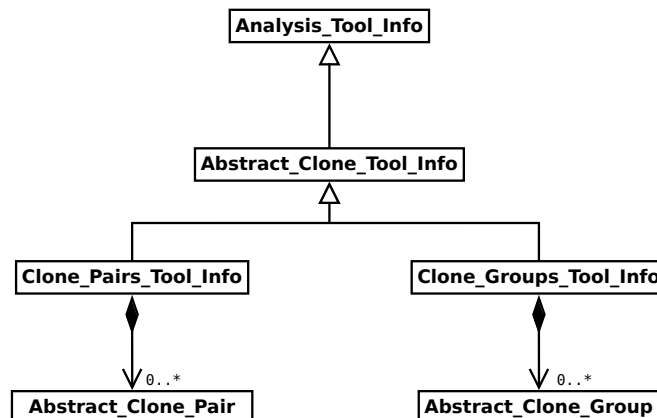 Analysis_Tool_Info
Abstract_Clone_Tool_Info
Clone_Pairs_Tool_Info
Clone_Groups_Tool_Info
0..*
0..*
Abstract_Clone_Pair
Abstract_Clone_Group